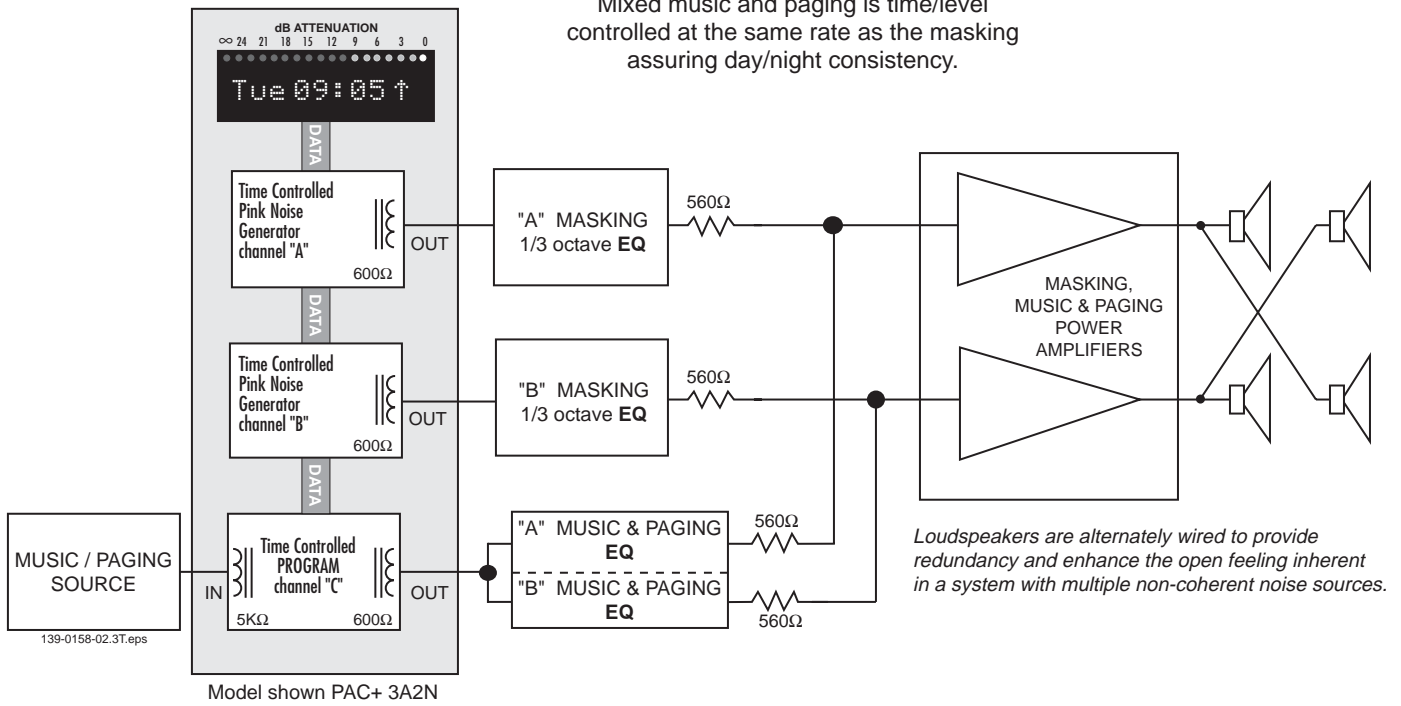 Mixed music and paging is time/level
controlled at the same rate as the masking
assuring day/night consistency.
dB ATTENUATION
∞ 24 21 18 15 12 9 6 3 0
Tue 09:05↑
DATA
Time Controlled
Pink Noise
Generator
channel "A"
600Ω
OUT
"A" MASKING
1/3 octave EQ
560Ω
DATA
Time Controlled
Pink Noise
Generator
channel "B"
600Ω
OUT
"B" MASKING
1/3 octave EQ
560Ω
MASKING,
MUSIC & PAGING
POWER
AMPLIFIERS
DATA
MUSIC / PAGING
SOURCE
139-0158-02.3T.eps
IN
Time Controlled
PROGRAM
channel "C"
5KΩ
600Ω
OUT
"A" MUSIC & PAGING
EQ
560Ω
"B" MUSIC & PAGING
EQ
560Ω
Loudspeakers are alternately wired to provide
redundancy and enhance the open feeling inherent
in a system with multiple non-coherent noise sources.
Model shown PAC+ 3A2N